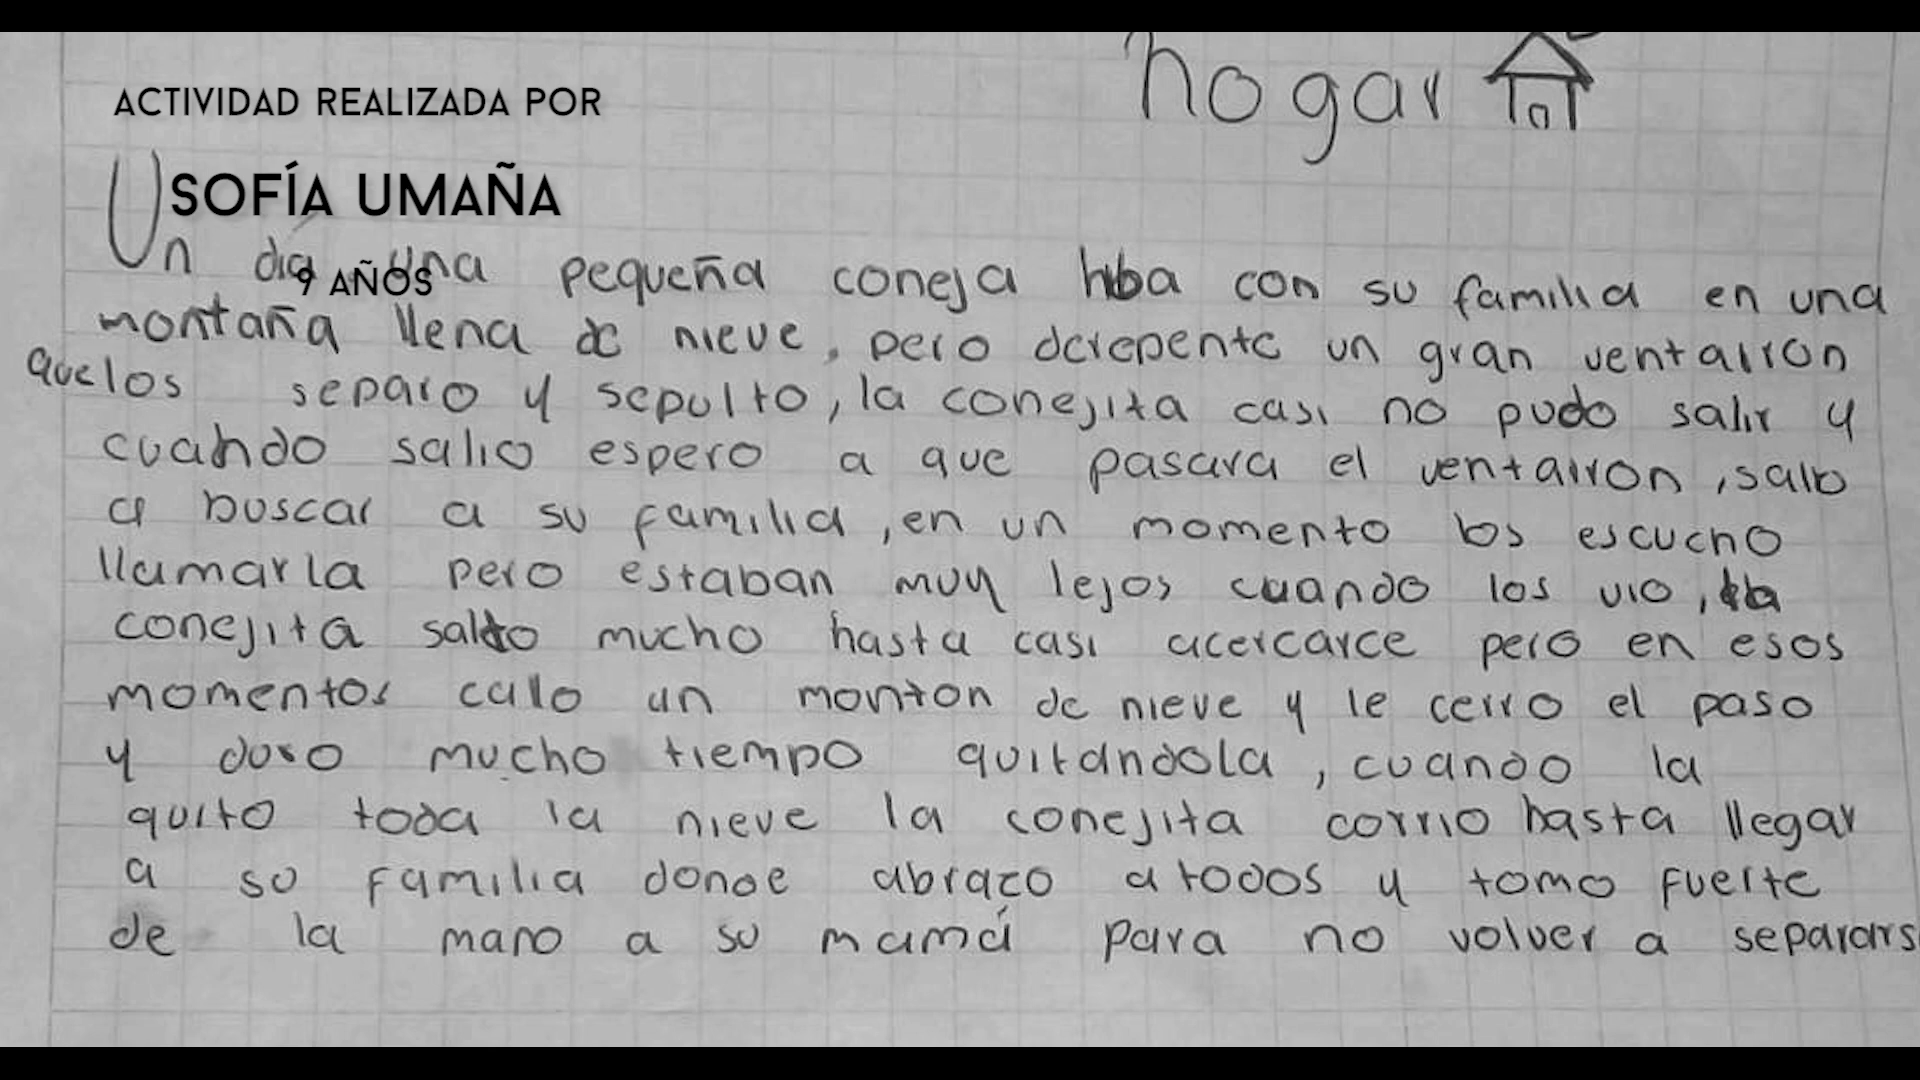 hogar
ACTIVIDAD REALIZADA POR
SOFÍA UMAÑA
9 AÑOS
Un día una pequeña coneja hiba con su familia en una
montaña llena de nieve, pero derepente un gran ventarron
quelos separo y sepulto, la conejita casi no pudo salir y
cuando salio espero a que pasara el ventarron, salio
a buscar a su familia, en un momento los escucho
llamarla pero estaban muy lejos cuando los vio, la
conejita salto mucho hasta casi acercarce pero en esos
momentos callo un monton de nieve y le cerro el paso
y duro mucho tiempo quitandola, cuando la
quito toda la nieve la conejita corrio hasta llegar
a su familia donde abrazo a todos y tomo fuerte
de la mano a su mamá para no volver a separars